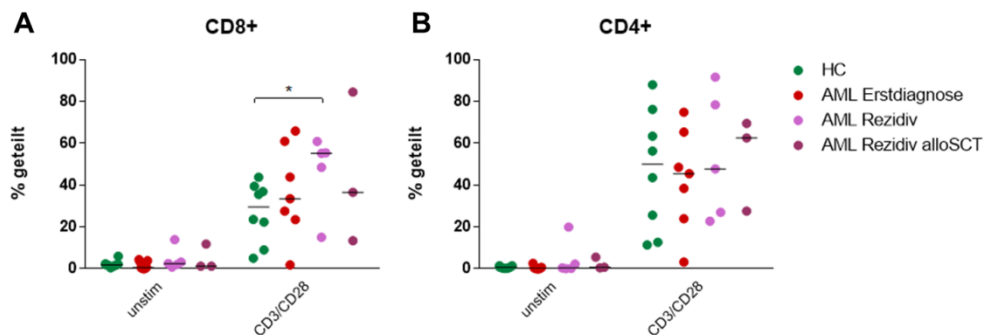 A
CD8+
% geteilt
100
80
60
40
20
0
*
unstim
CD3/CD28
B
CD4+
% geteilt
100
80
60
40
20
0
unstim
CD3/CD28
HC
AML Erstdiagnose
AML Rezidiv
AML Rezidiv alloSCT